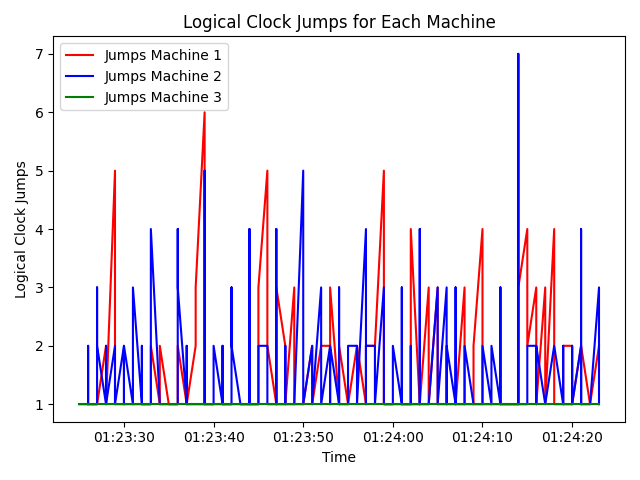 Logical Clock Jumps for Each Machine
Jumps Machine 1
Jumps Machine 2
Jumps Machine 3
Logical Clock Jumps
7
6
5
4
3
2
1
01:23:30 01:23:40 01:23:50 01:24:00 01:24:10 01:24:20
Time